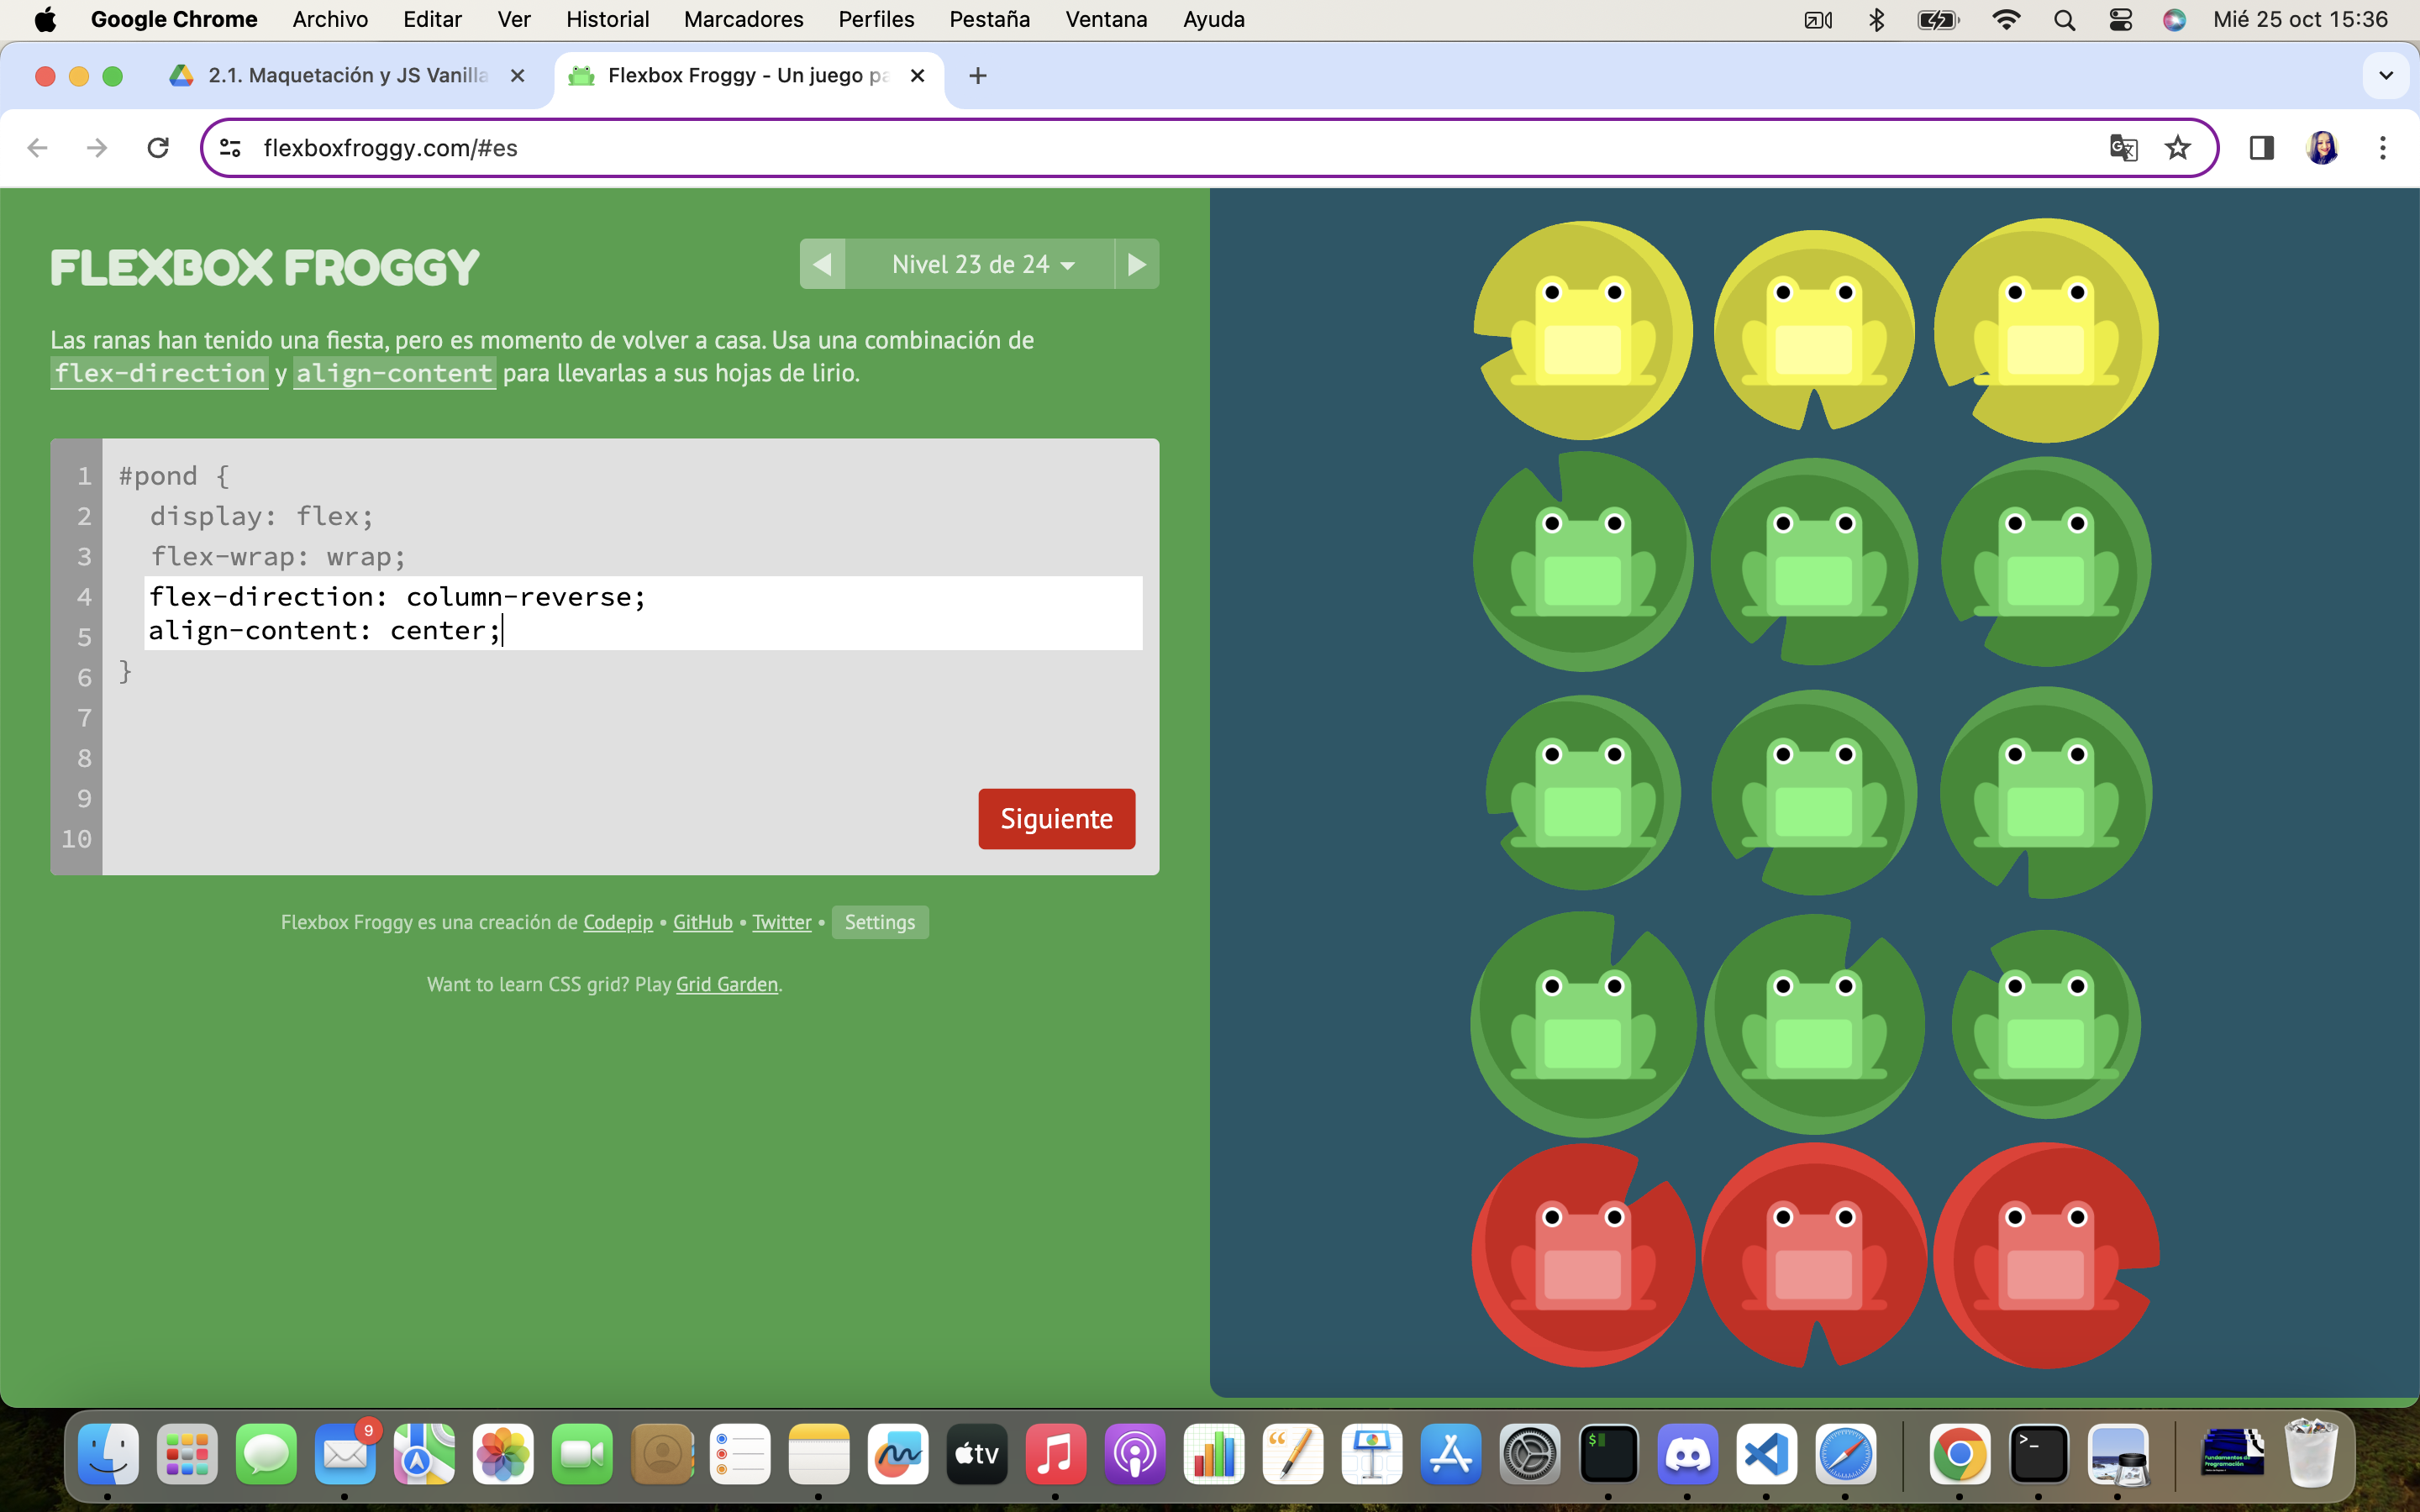 Google Chrome Archivo Editar Ver Historial Marcadores Perfiles Pestaña Ventana Ayuda Mié 25 oct 15:36
2.1. Maquetación y JS Vanilla Flexbox Froggy - Un juego pa
flexboxfroggy.com/#es
FLEXBOX FROGGY
Nivel 23 de 24
Las ranas han tenido una fiesta, pero es momento de volver a casa. Usa una combinación de
flex-direction y align-content para llevarlas a sus hojas de lirio.
1 #pond {
2 display: flex;
3 flex-wrap: wrap;
4 flex-direction: column-reverse;
5 align-content: center;
6 }
7
8
9
10
Siguiente
Flexbox Froggy es una creación de Codepip • GitHub • Twitter • Settings
Want to learn CSS grid? Play Grid Garden.
9
tv
$
>_
Fundamentos de
Programación